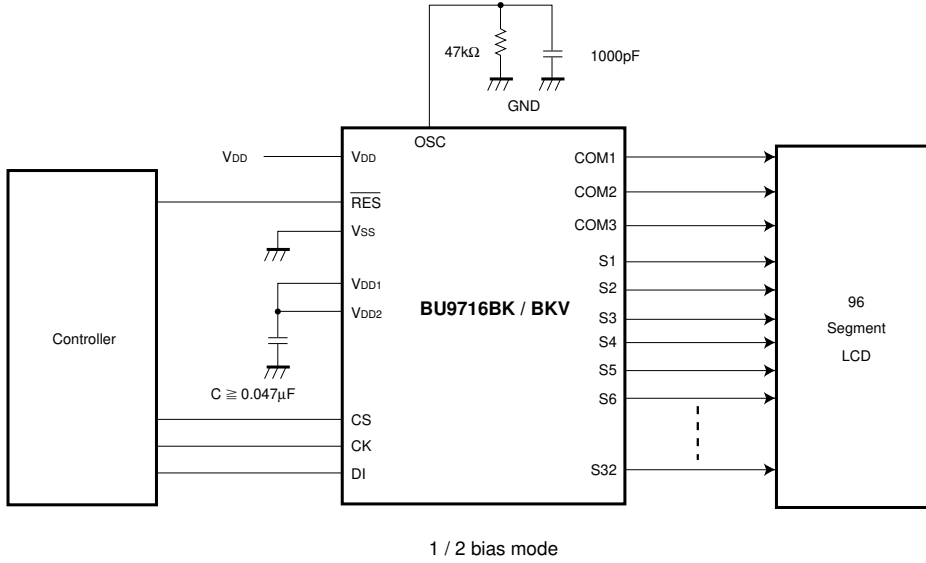 47kΩ
1000pF
GND
OSC
VDD
VDD
RES
VSS
VDD1
VDD2
C ≧ 0.047µF
CS
CK
DI
Controller
BU9716BK / BKV
COM1
COM2
COM3
S1
S2
S3
S4
S5
S6
S32
96
Segment
LCD
1 / 2 bias mode